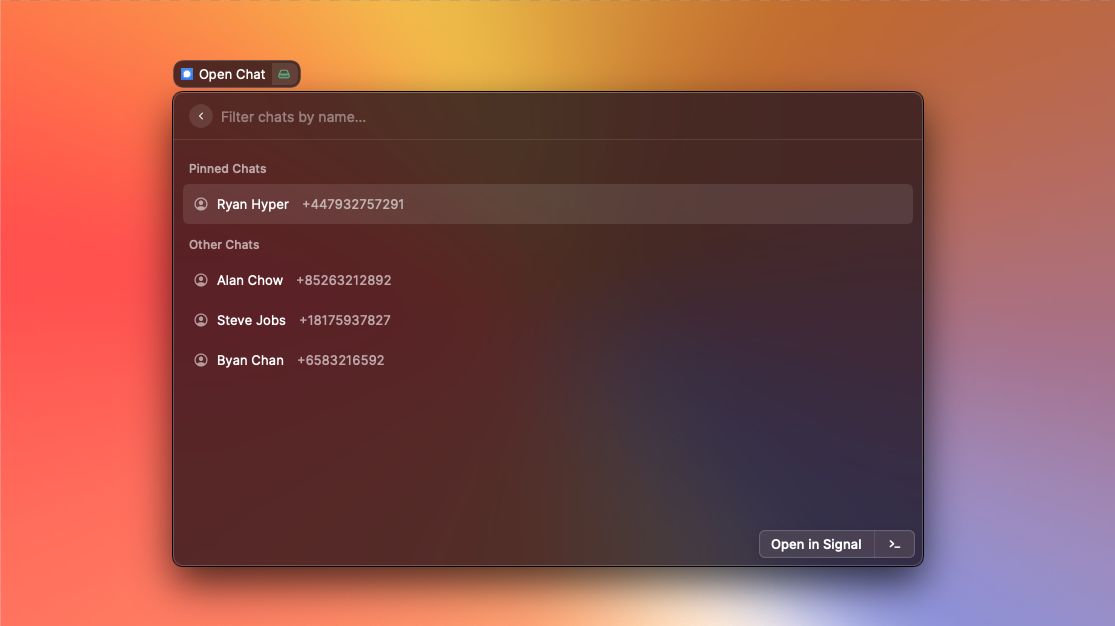 Open Chat
Filter chats by name...
Pinned Chats
Ryan Hyper +447932757291
Other Chats
Alan Chow +85263212892
Steve Jobs +18175937827
Byan Chan +6583216592
Open in Signal >_